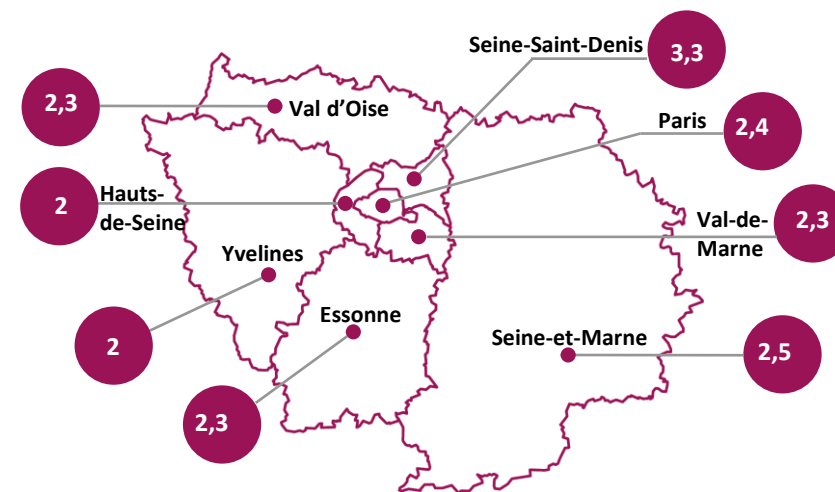 Seine-Saint-Denis
3,3
2,3
Val d’Oise
Paris
2,4
2
Hauts-
de-Seine
Val-de-
Marne
2,3
Yvelines
Essonne
Seine-et-Marne
2
2,5
2,3